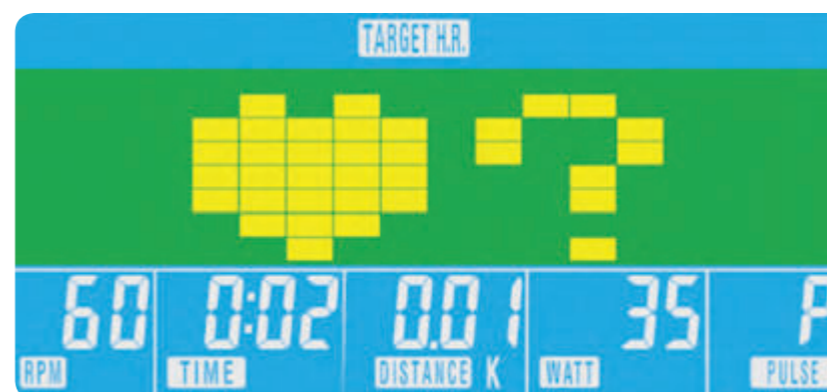 TARGET H.R.
?
60 0:02 0.01 35 P
RPM TIME DISTANCE K WATT PULSE